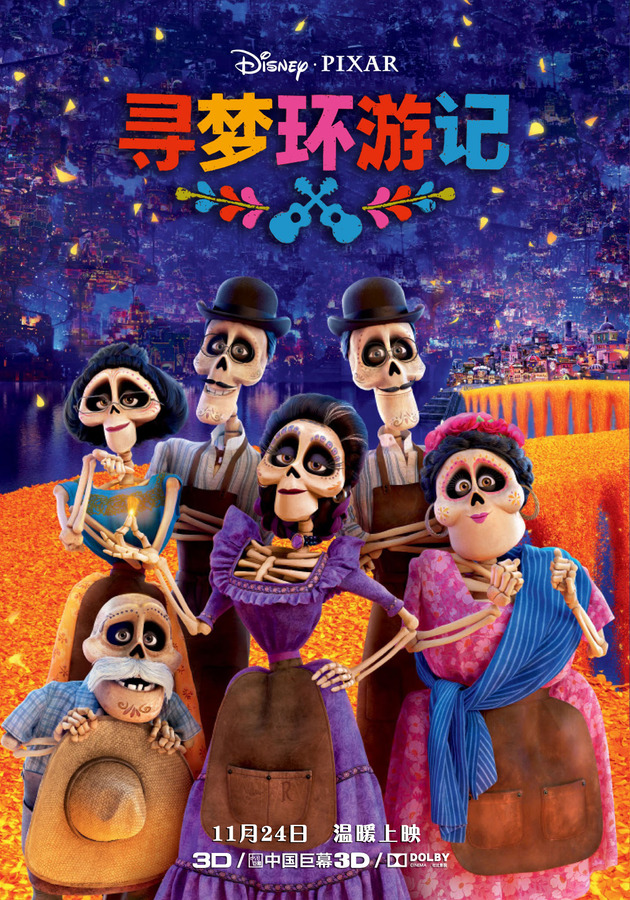 Disney · PIXAR
寻梦环游记
R
11月24日 温暖上映
3D / 中国巨幕3D / DOLBY
CINEMA